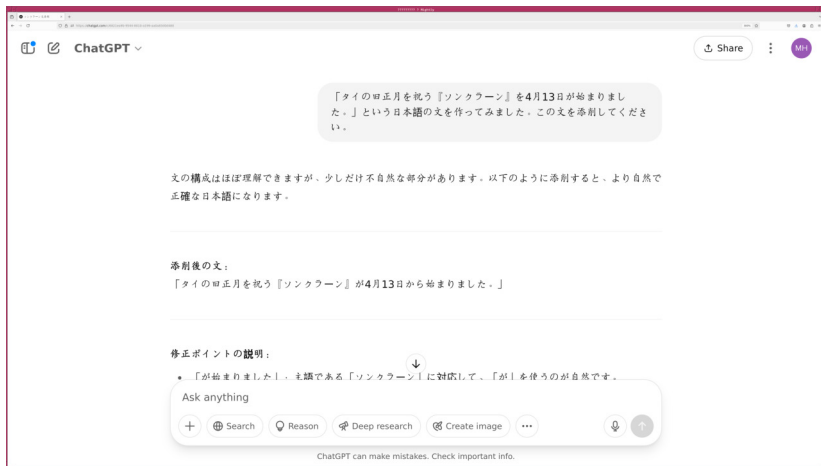 ChatGPT
Share
MH
「タイの旧正月を祝う『ソンクラーン』を4月13日が始まりまし
た。」という日本語の文を作ってみました。この文を添削してくださ
い。
文の構成はほぼ理解できますが、少しだけ不自然な部分があります。以下のように添削すると、より自然で
正確な日本語になります。
添削後の文：
「タイの旧正月を祝う『ソンクラーン』が4月13日から始まりました。」
修正ポイントの説明：
• 「が始まりました」：主語である「ソンクラーン」に対応して、「が」を使うのが自然です。
Ask anything
Search
Reason
Deep research
Create image
ChatGPT can make mistakes. Check important info.